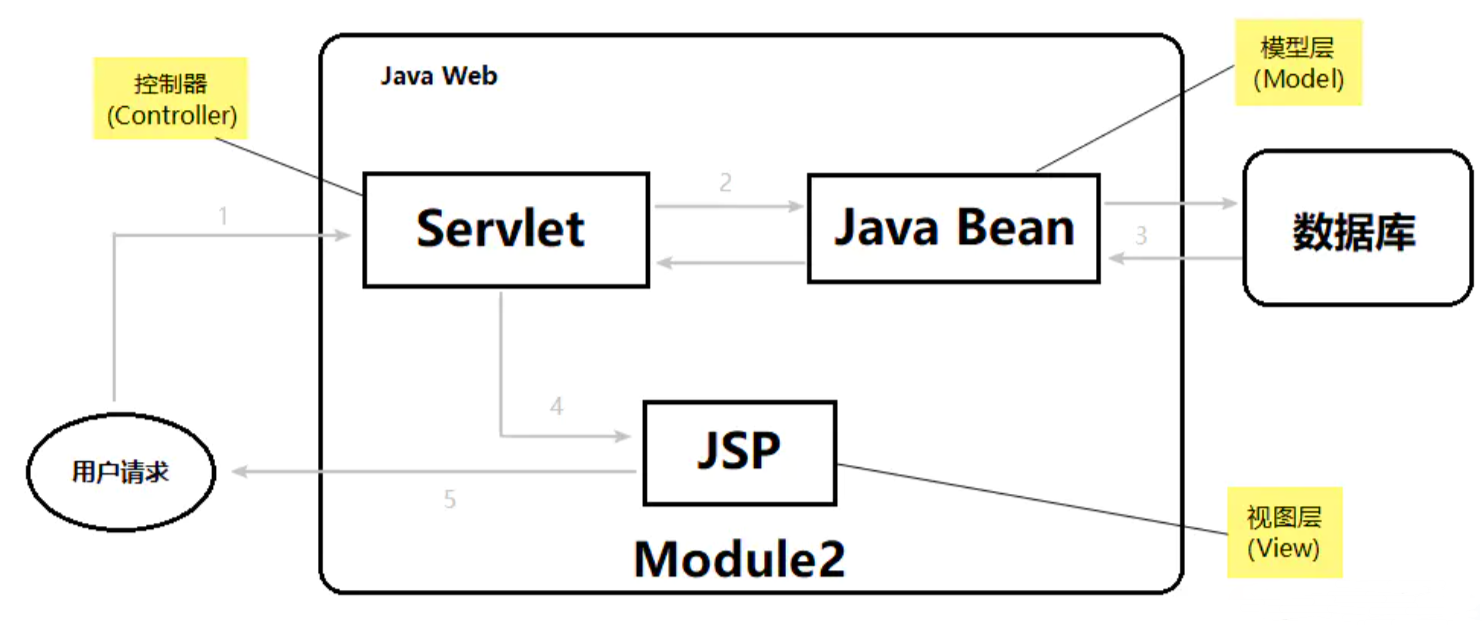 控制器
(Controller)
Java Web
模型层
(Model)
1
Servlet
2
Java Bean
3
数据库
4
JSP
用户请求
5
视图层
(View)
Module2